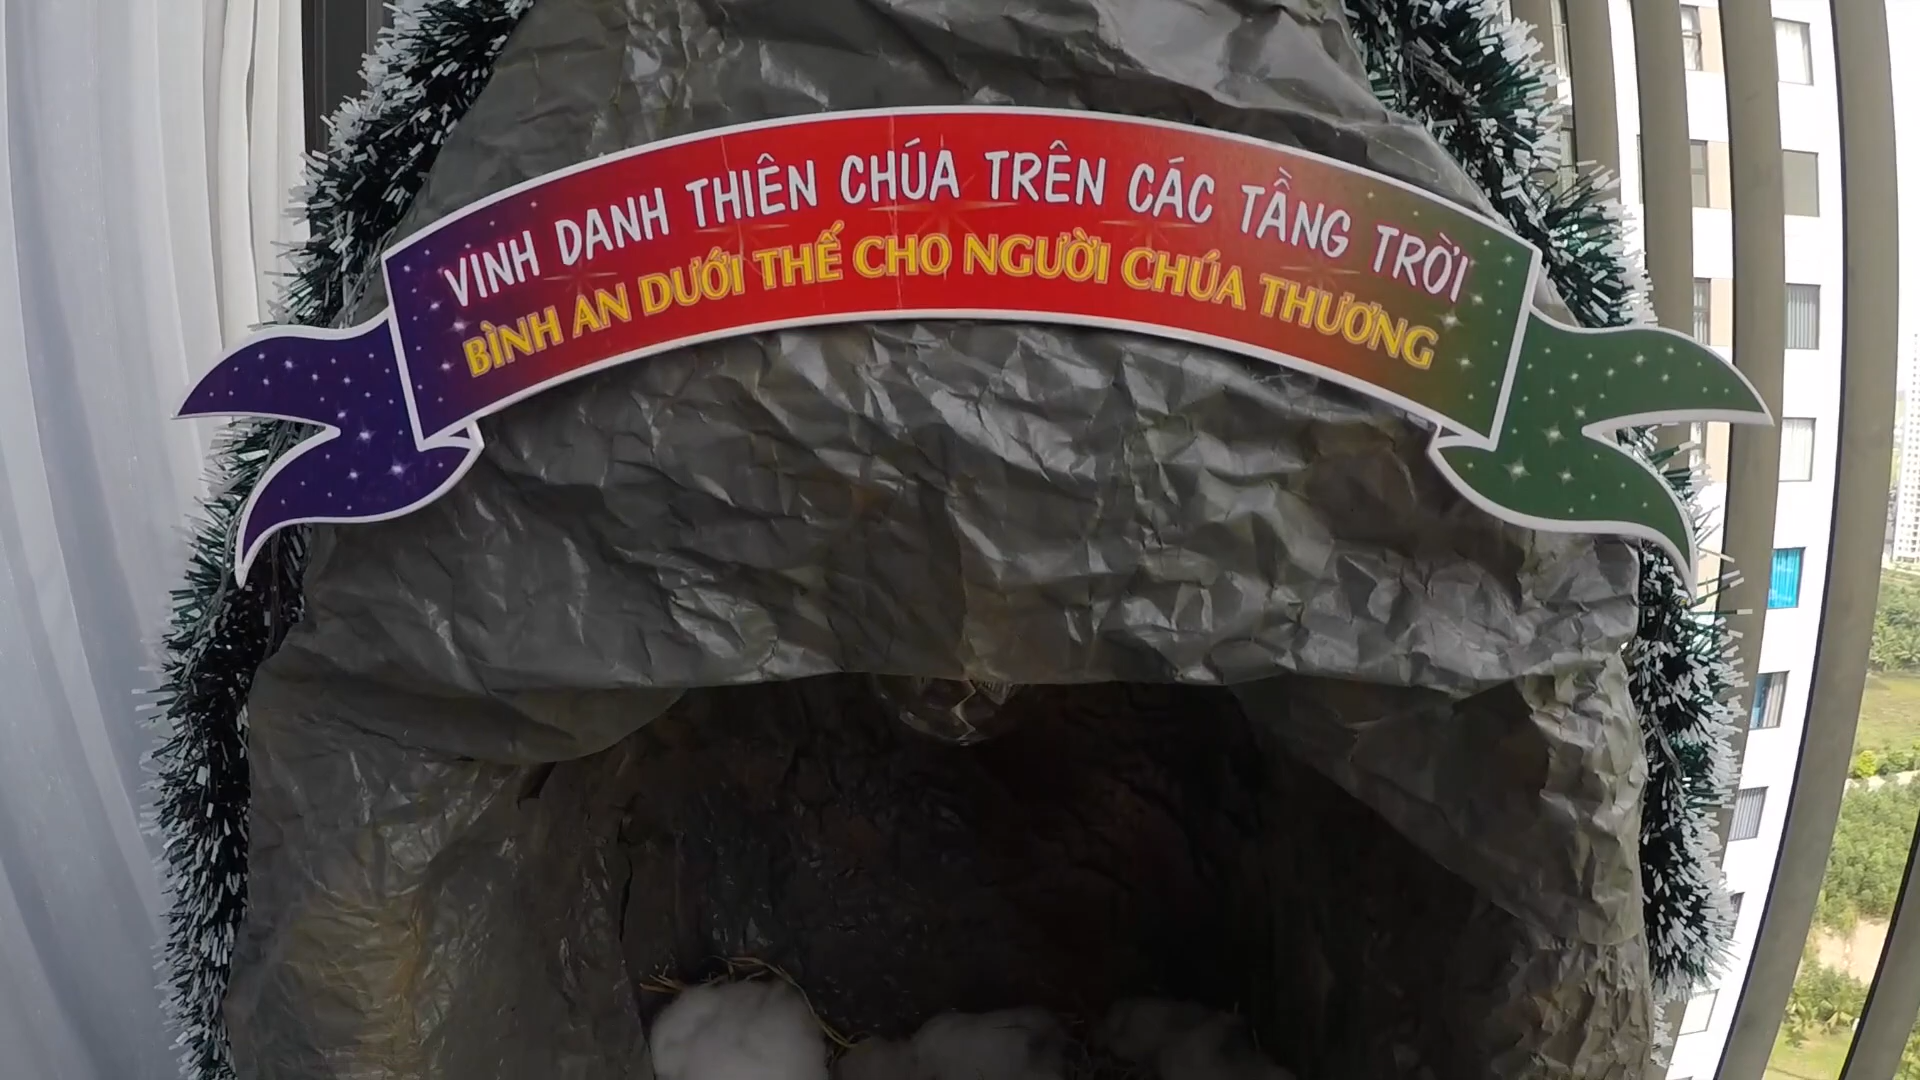 VINH DANH THIÊN CHÚA TRÊN CÁC TẦNG TRỜI
BÌNH AN DƯỚI THẾ CHO NGƯỜI CHÚA THƯƠNG